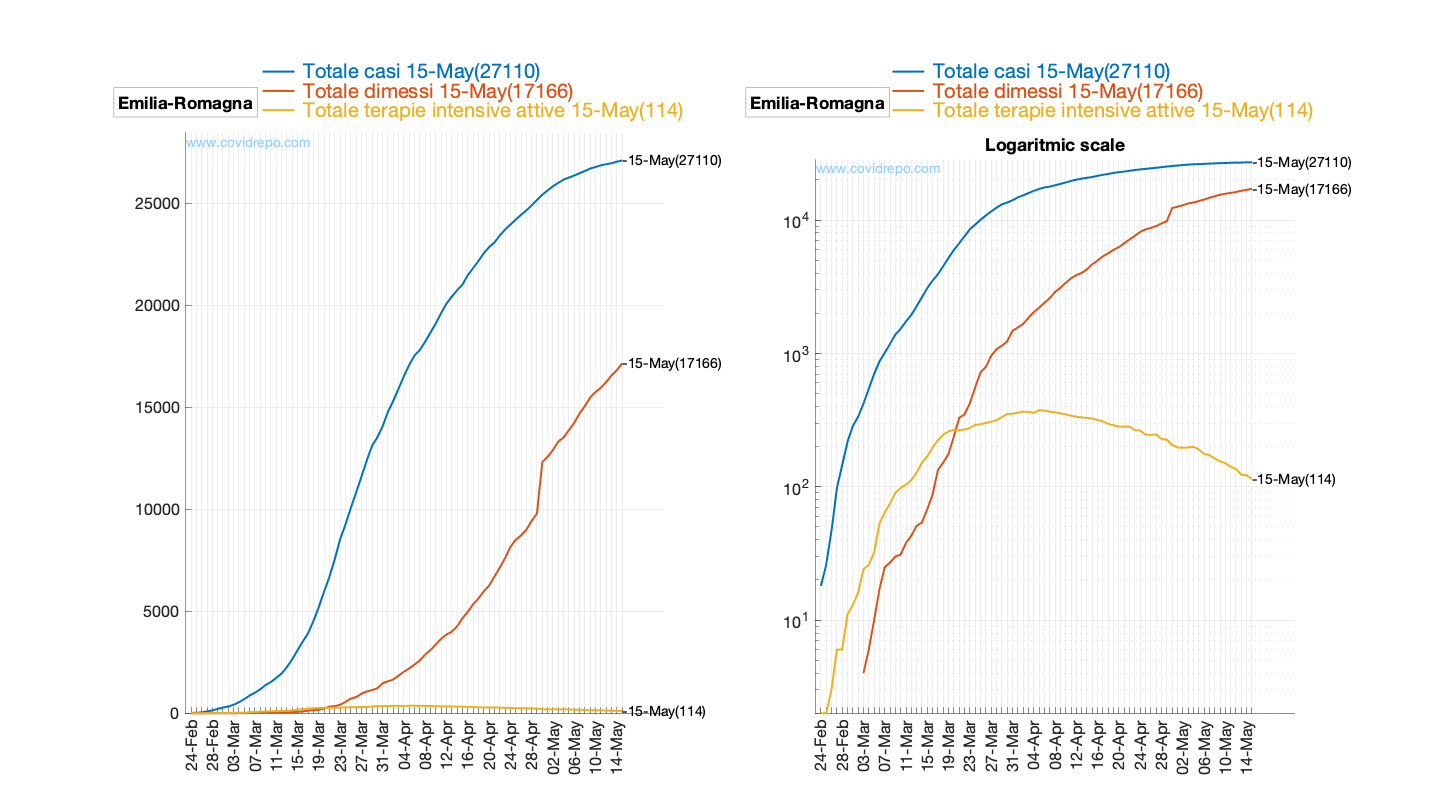 Emilia-Romagna
Totale casi 15-May(27110)
Totale dimessi 15-May(17166)
Totale terapie intensive attive 15-May(114)
www.covidrepo.com
25000
20000
15000
10000
5000
0
15-May(27110)
15-May(17166)
15-May(114)
24-Feb
28-Feb
03-Mar
07-Mar
11-Mar
15-Mar
19-Mar
23-Mar
27-Mar
31-Mar
04-Apr
08-Apr
12-Apr
16-Apr
20-Apr
24-Apr
28-Apr
02-May
06-May
10-May
14-May
Emilia-Romagna
Totale casi 15-May(27110)
Totale dimessi 15-May(17166)
Totale terapie intensive attive 15-May(114)
Logaritmic scale
www.covidrepo.com
10^4
10^3
10^2
10^1
15-May(27110)
15-May(17166)
15-May(114)
24-Feb
28-Feb
03-Mar
07-Mar
11-Mar
15-Mar
19-Mar
23-Mar
27-Mar
31-Mar
04-Apr
08-Apr
12-Apr
16-Apr
20-Apr
24-Apr
28-Apr
02-May
06-May
10-May
14-May